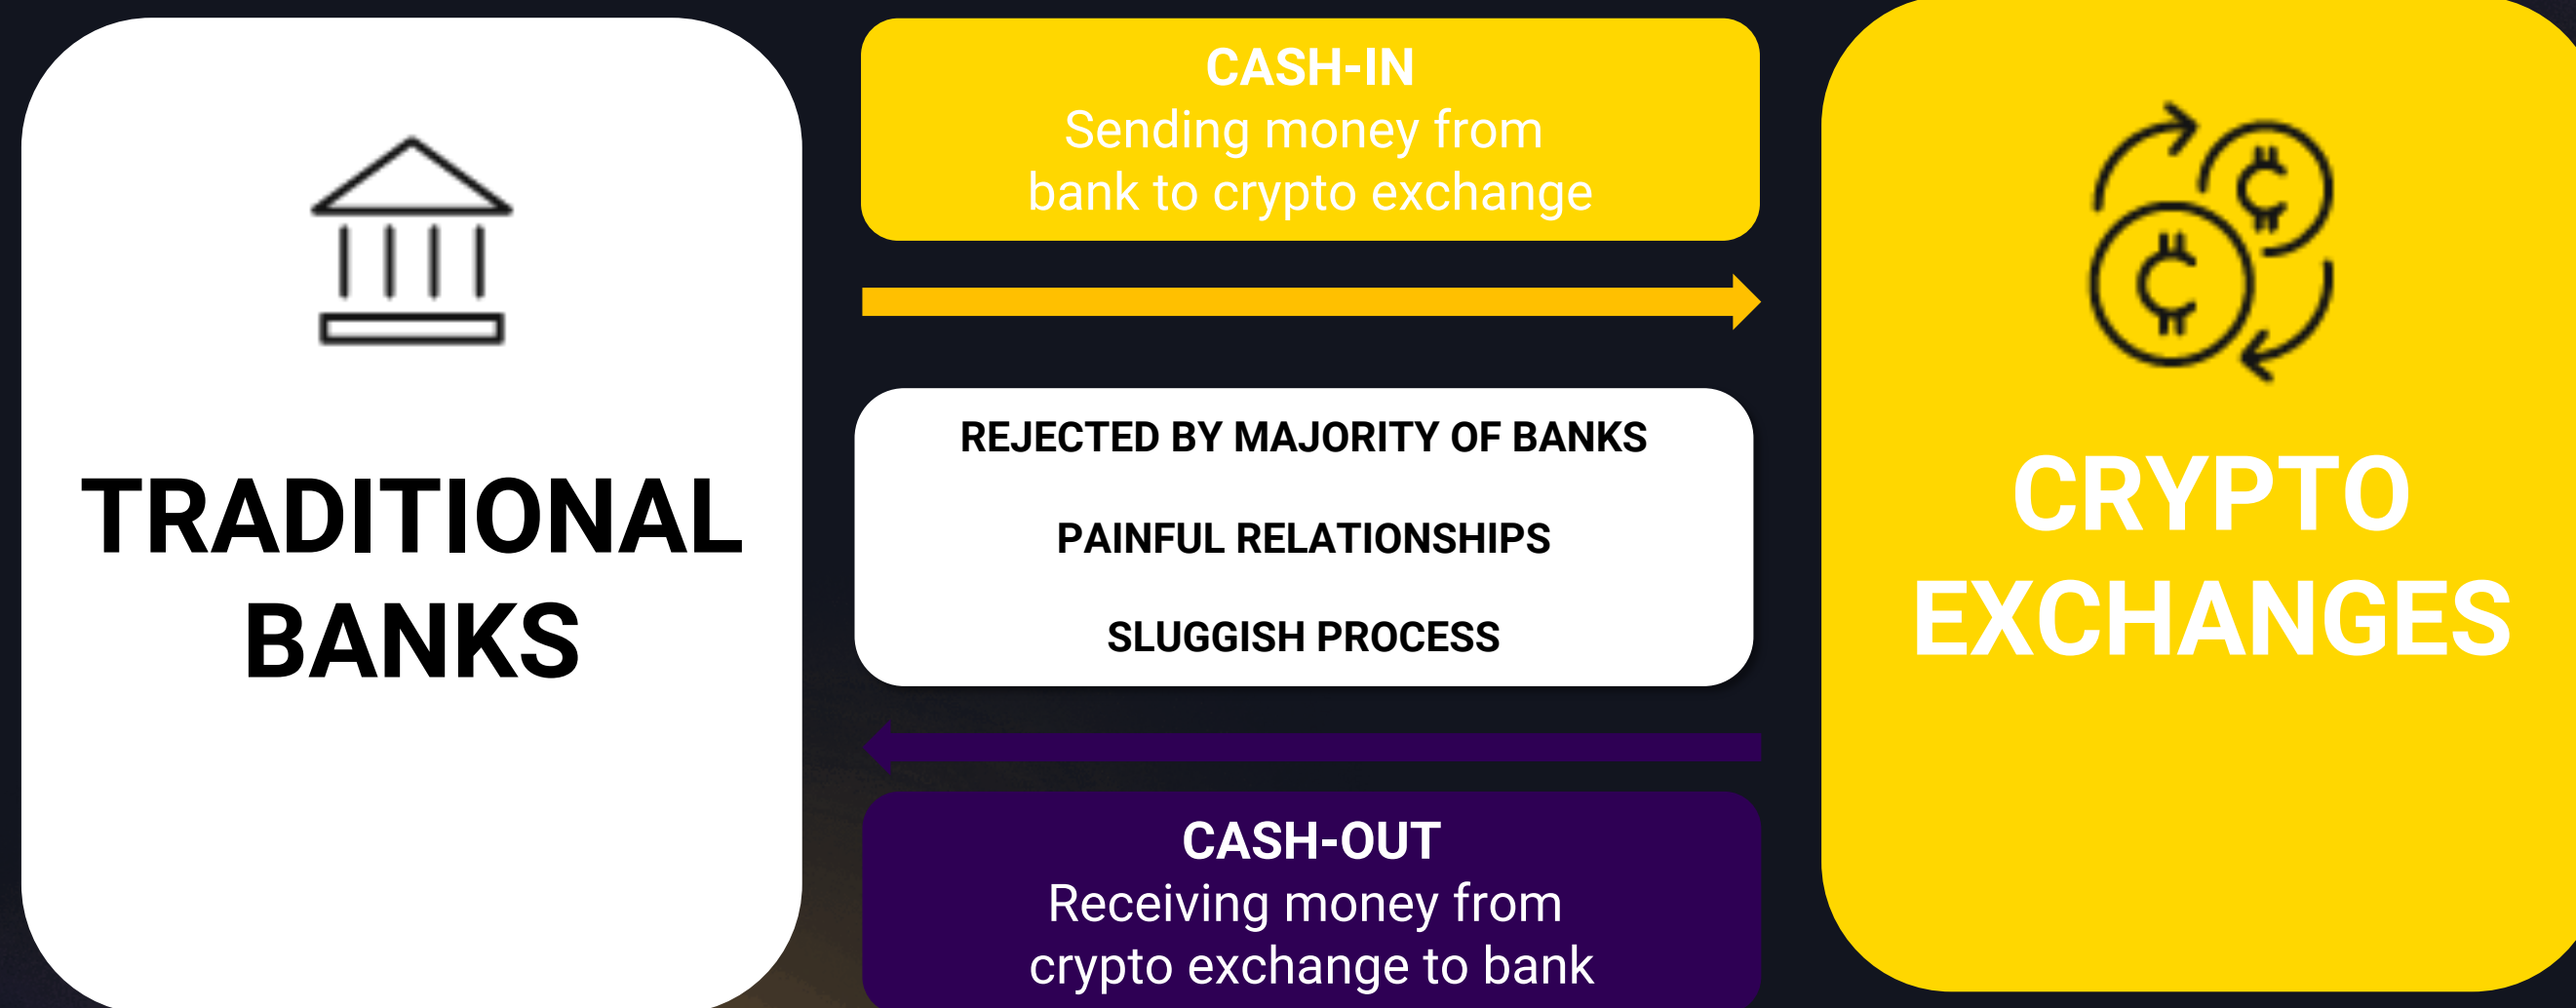 TRADITIONAL
BANKS
CASH-IN
Sending money from
bank to crypto exchange
REJECTED BY MAJORITY OF BANKS
PAINFUL RELATIONSHIPS
SLUGGISH PROCESS
CASH-OUT
Receiving money from
crypto exchange to bank
CRYPTO
EXCHANGES